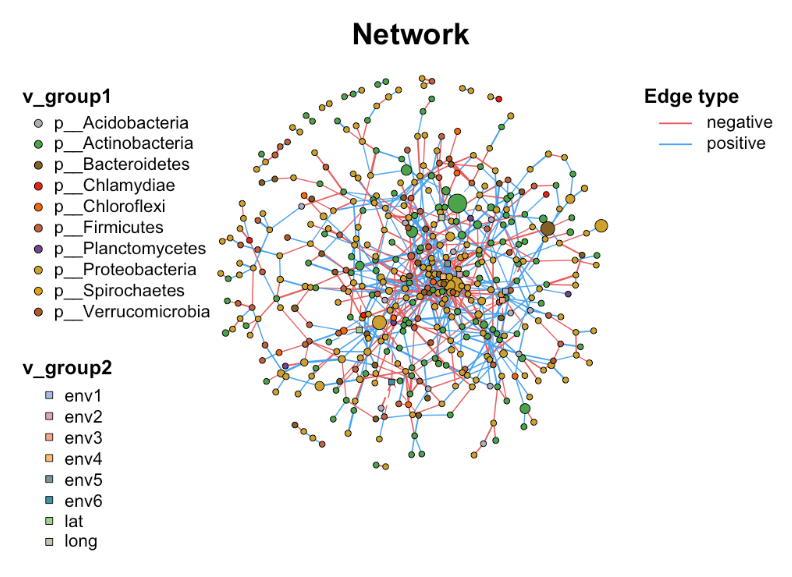 Network
v_group1
p__Acidobacteria
p__Actinobacteria
p__Bacteroidetes
p__Chlamydiae
p__Chloroflexi
p__Firmicutes
p__Planctomycetes
p__Proteobacteria
p__Spirochaetes
p__Verrucomicrobia
v_group2
env1
env2
env3
env4
env5
env6
lat
long
Edge type
negative
positive